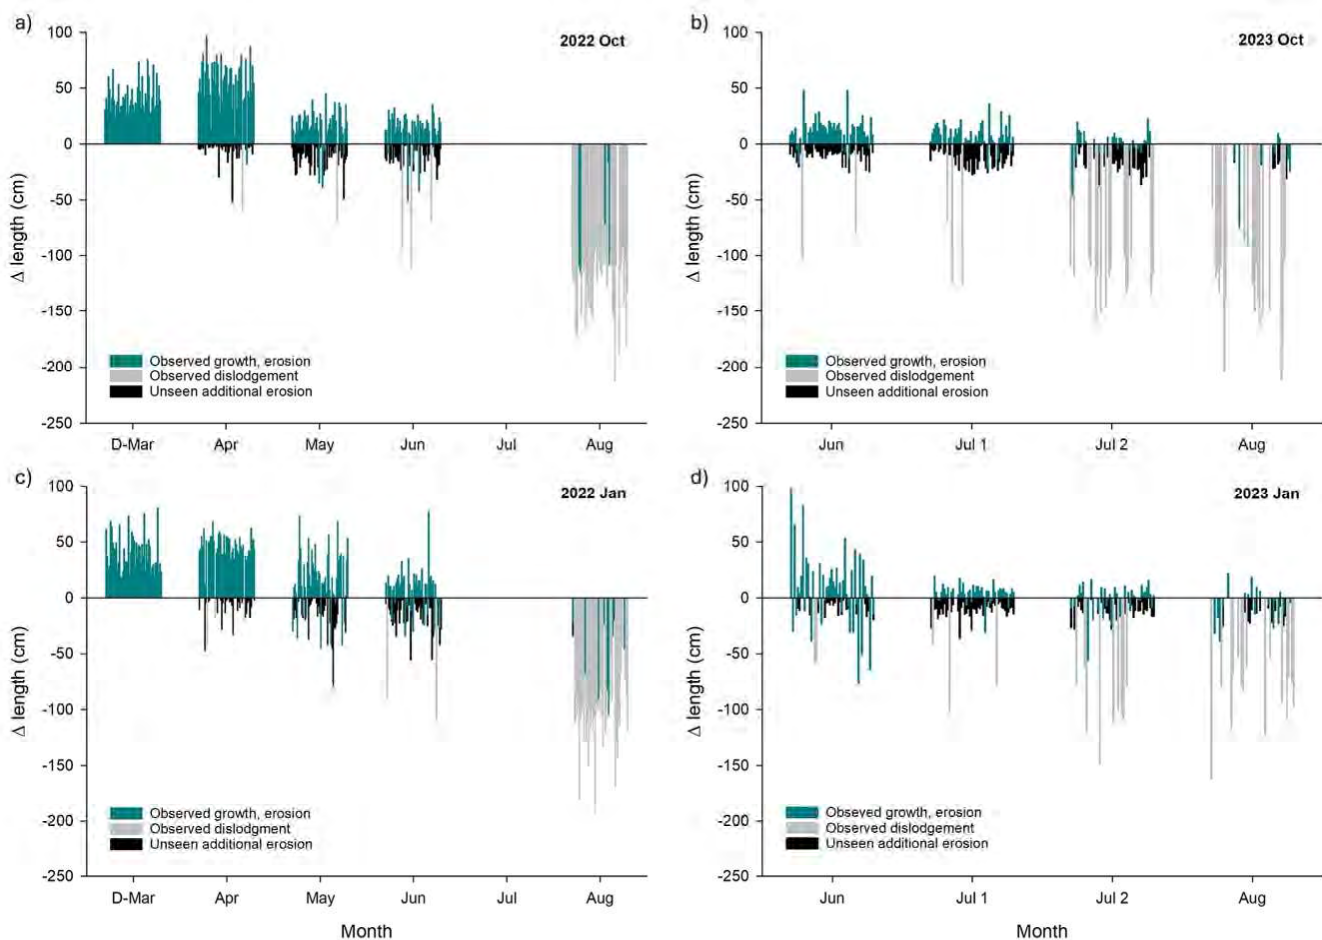 a)
2022 Oct
100
50
0
-50
-100
-150
-200
-250
Δ length (cm)
Observed growth, erosion
Observed dislodgement
Unseen additional erosion
D-Mar Apr May Jun Jul Aug
b)
2023 Oct
100
50
0
-50
-100
-150
-200
-250
Δ length (cm)
Observed growth, erosion
Observed dislodgement
Unseen additional erosion
Jun Jul 1 Jul 2 Aug
c)
2022 Jan
100
50
0
-50
-100
-150
-200
-250
Δ length (cm)
Observed growth, erosion
Observed dislodgment
Unseen additional erosion
D-Mar Apr May Jun Jul Aug
Month
d)
2023 Jan
100
50
0
-50
-100
-150
-200
-250
Δ length (cm)
Obseved growth, erosion
Observed dislodgement
Unseen additional erosion
Jun Jul 1 Jul 2 Aug
Month